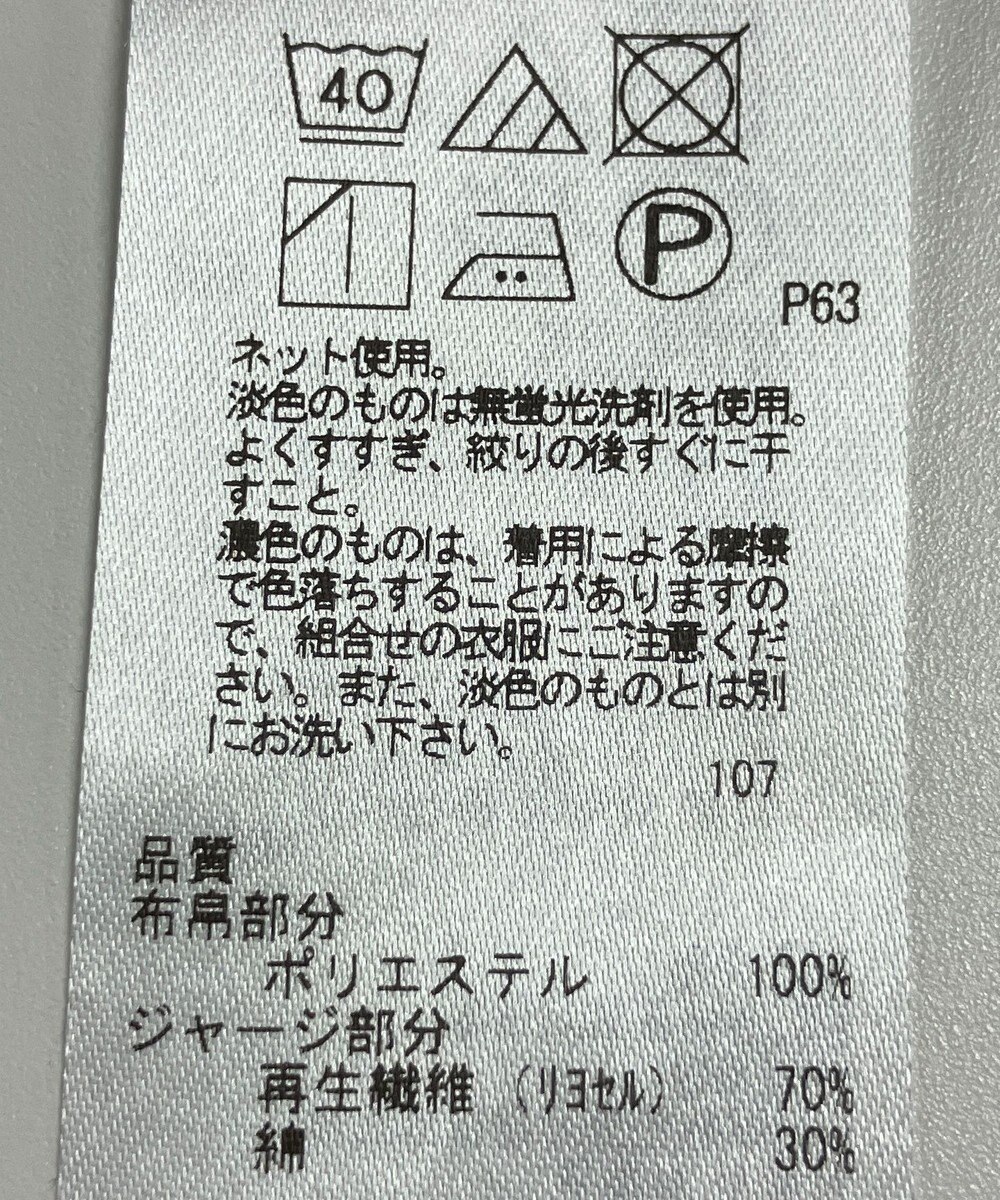 40
P
P63
ネット使用。
淡色のものは無蛍光洗剤を使用。
よくすすぎ、絞りの後すぐに干
すこと。
濃色のものは、着用による摩擦
で色落ちすることがありますの
で、組合せの衣服にご注意くだ
さい。また、淡色のものとは別
にお洗い下さい。
107
品質
布帛部分
ポリエステル 100%
ジャージ部分
再生繊維 (リヨセル) 70%
綿 30%